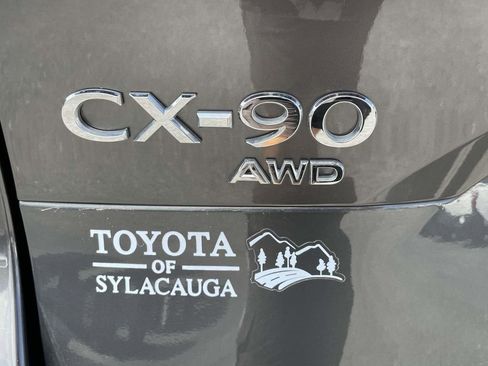 CX-90
AWD
TOYOTA
OF
SYLACAUGA